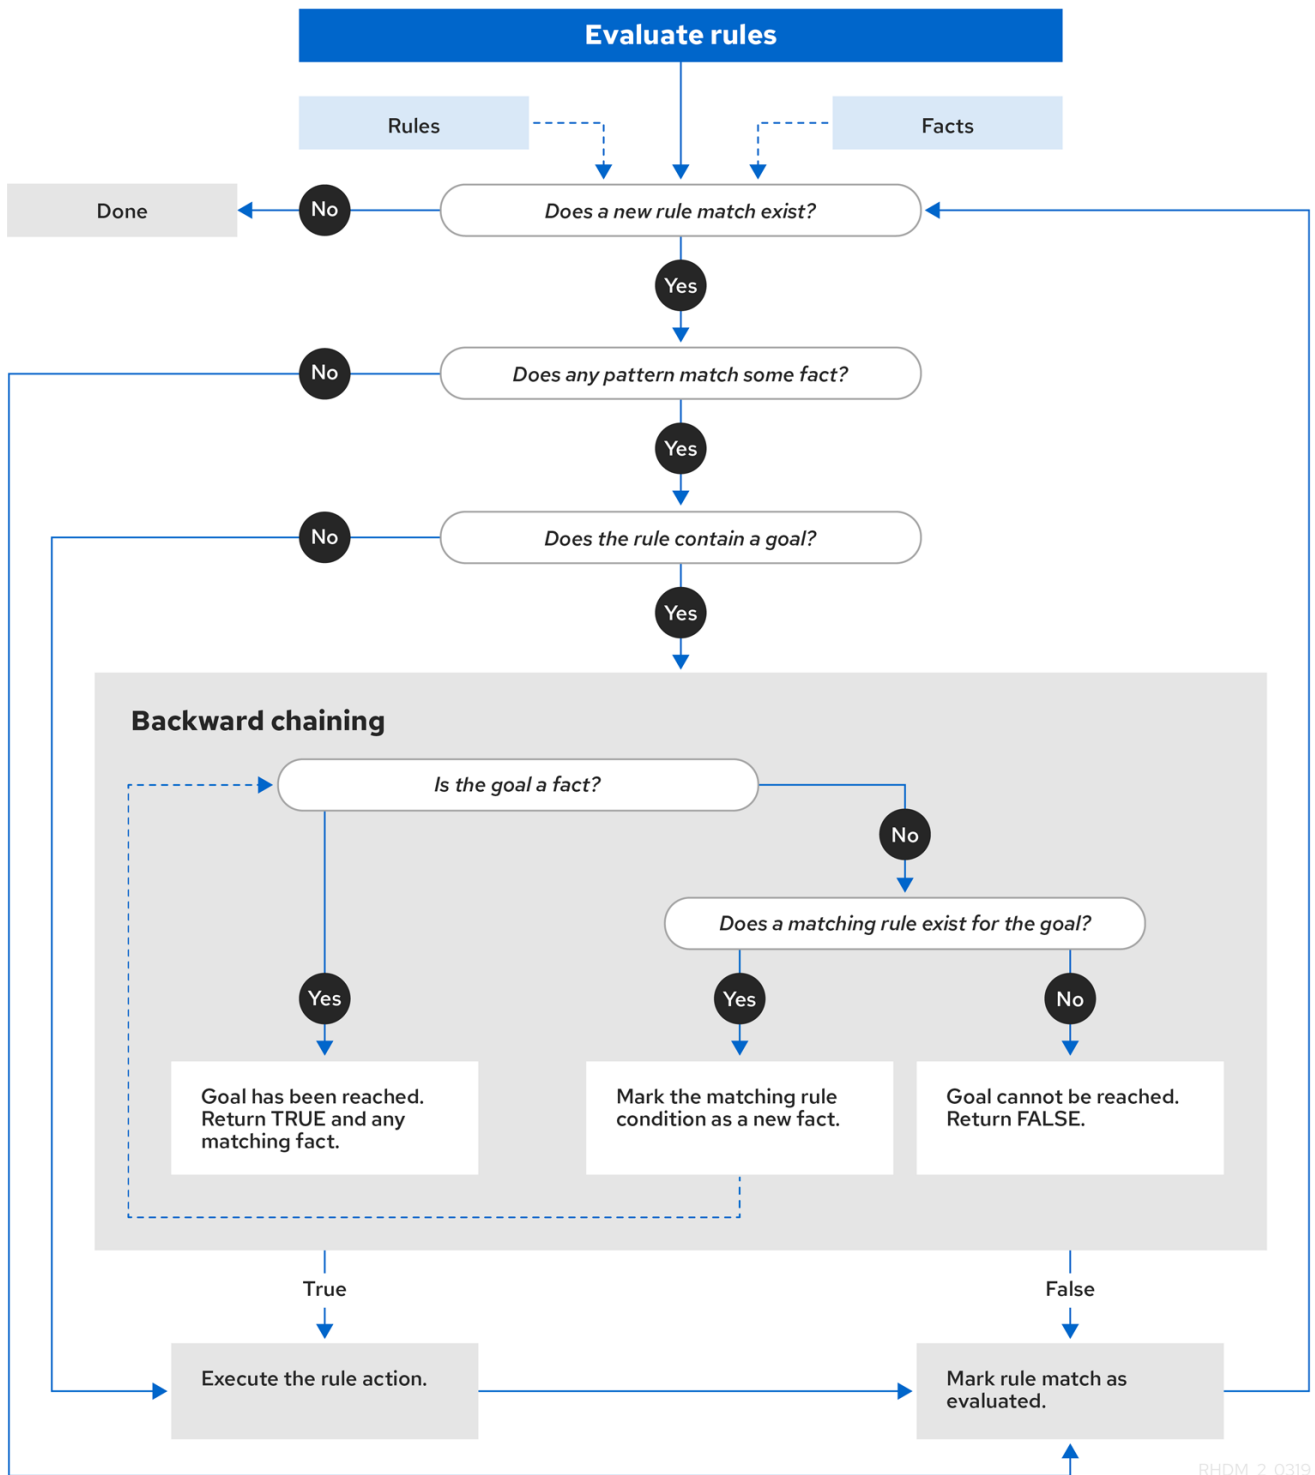 Evaluate rules
Rules
Facts
Done
No
Does a new rule match exist?
Yes
No
Does any pattern match some fact?
Yes
No
Does the rule contain a goal?
Yes
Backward chaining
Is the goal a fact?
No
Does a matching rule exist for the goal?
Yes
Yes
No
Goal has been reached.
Return TRUE and any
matching fact.
Mark the matching rule
condition as a new fact.
Goal cannot be reached.
Return FALSE.
True
False
Execute the rule action.
Mark rule match as
evaluated.
RHDM_2_0319